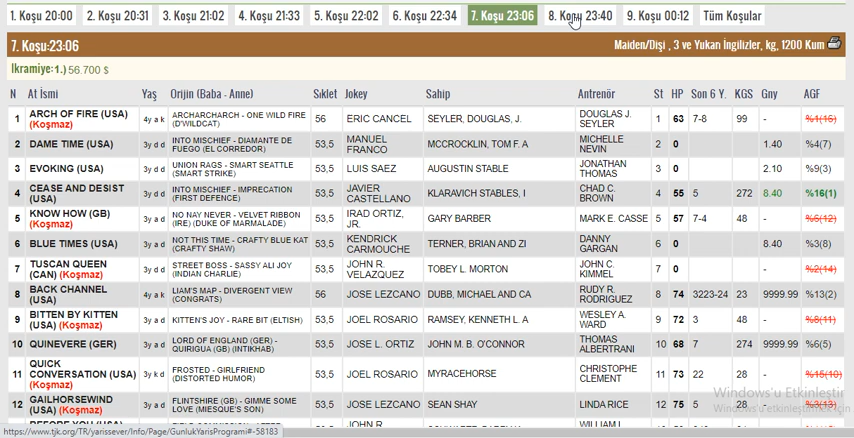 1. Koşu 20:00 2. Koşu 20:31 3. Koşu 21:02 4. Koşu 21:33 5. Koşu 22:02 6. Koşu 22:34 7. Koşu 23:06 8. Koşu 23:40 9. Koşu 00:12 Tüm Koşular
7. Koşu:23:06 Maiden/Dişi , 3 ve Yukarı İngilizler, kg, 1200 Kum
Ikramiye:1.) 56.700 $
N At İsmi Yaş Orijin (Baba - Anne) Sıklet Jokey Sahip Antrenör St HP Son 6 Y. KGS Gny AGF
1 ARCH OF FIRE (USA) (Koşmaz) 4y a k ARCHARCHARCH - ONE WILD FIRE (D'WILDCAT) 56 ERIC CANCEL SEYLER, DOUGLAS, J. DOUGLAS J. SEYLER 1 63 7-8 99 - %1(15)
2 DAME TIME (USA) 3y d d INTO MISCHIEF - DIAMANTE DE FUEGO (EL CORREDOR) 53,5 MANUEL FRANCO MCCROCKLIN, TOM F. A MICHELLE NEVIN 2 0 1.40 %4(7)
3 EVOKING (USA) 3y d d UNION RAGS - SMART SEATTLE (SMART STRIKE) 53,5 LUIS SAEZ AUGUSTIN STABLE JONATHAN THOMAS 3 0 2.10 %9(3)
4 CEASE AND DESIST (USA) 3y d d INTO MISCHIEF - IMPRECATION (FIRST DEFENCE) 53,5 JAVIER CASTELLANO KLARAVICH STABLES, I CHAD C. BROWN 4 55 5 272 8.40 %16(1)
5 KNOW HOW (GB) (Koşmaz) 3y d d NO NAY NEVER - VELVET RIBBON (IRE) (DUKE OF MARMALADE) 53,5 IRAD ORTIZ, JR. GARY BARBER MARK E. CASSE 5 57 7-4 48 - %5(12)
6 BLUE TIMES (USA) 3y a d NOT THIS TIME - CRAFTY BLUE KAT (CRAFTY SHAW) 53,5 KENDRICK CARMOUCHE TERNER, BRIAN AND ZI DANNY GARGAN 6 0 8.40 %3(8)
7 TUSCAN QUEEN (CAN) (Koşmaz) 3y d d STREET BOSS - SASSY ALI JOY (INDIAN CHARLIE) 53,5 JOHN R. VELAZQUEZ TOBEY L. MORTON JOHN C. KIMMEL 7 0 - %2(14)
8 BACK CHANNEL (USA) 4y a k LIAM'S MAP - DIVERGENT VIEW (CONGRATS) 56 JOSE LEZCANO DUBB, MICHAEL AND CA RUDY R. RODRIGUEZ 8 74 3223-24 23 9999.99 %13(2)
9 BITTEN BY KITTEN (USA) (Koşmaz) 3y a d KITTEN'S JOY - RARE BIT (ELTISH) 53,5 JOEL ROSARIO RAMSEY, KENNETH L. A WESLEY A. WARD 9 72 3 48 - %8(11)
10 QUINEVERE (GER) 3y a d LORD OF ENGLAND (GER) - QUIRIGUA (GB) (INTIKHAB) 53,5 JOSE L. ORTIZ JOHN M. B. O'CONNOR THOMAS ALBERTRANI 10 68 7 274 9999.99 %6(5)
11 QUICK CONVERSATION (USA) (Koşmaz) 3y k d FROSTED - GIRLFRIEND (DISTORTED HUMOR) 53,5 JOEL ROSARIO MYRACEHORSE CHRISTOPHE CLEMENT 11 73 22 28 - %15(10)
12 GAILHORSEWIND (USA) (Koşmaz) 3y a d FLINTSHIRE (GB) - GIMME SOME LOVE (MIESQUE'S SON) 53,5 JOSE LEZCANO SEAN SHAY LINDA RICE 12 75 5 28 - %3(13)
Windows'u Etkinleştir
https://www.tjk.org/TR/yarissever/Info/Page/GunlukYarisProgrami#-58183